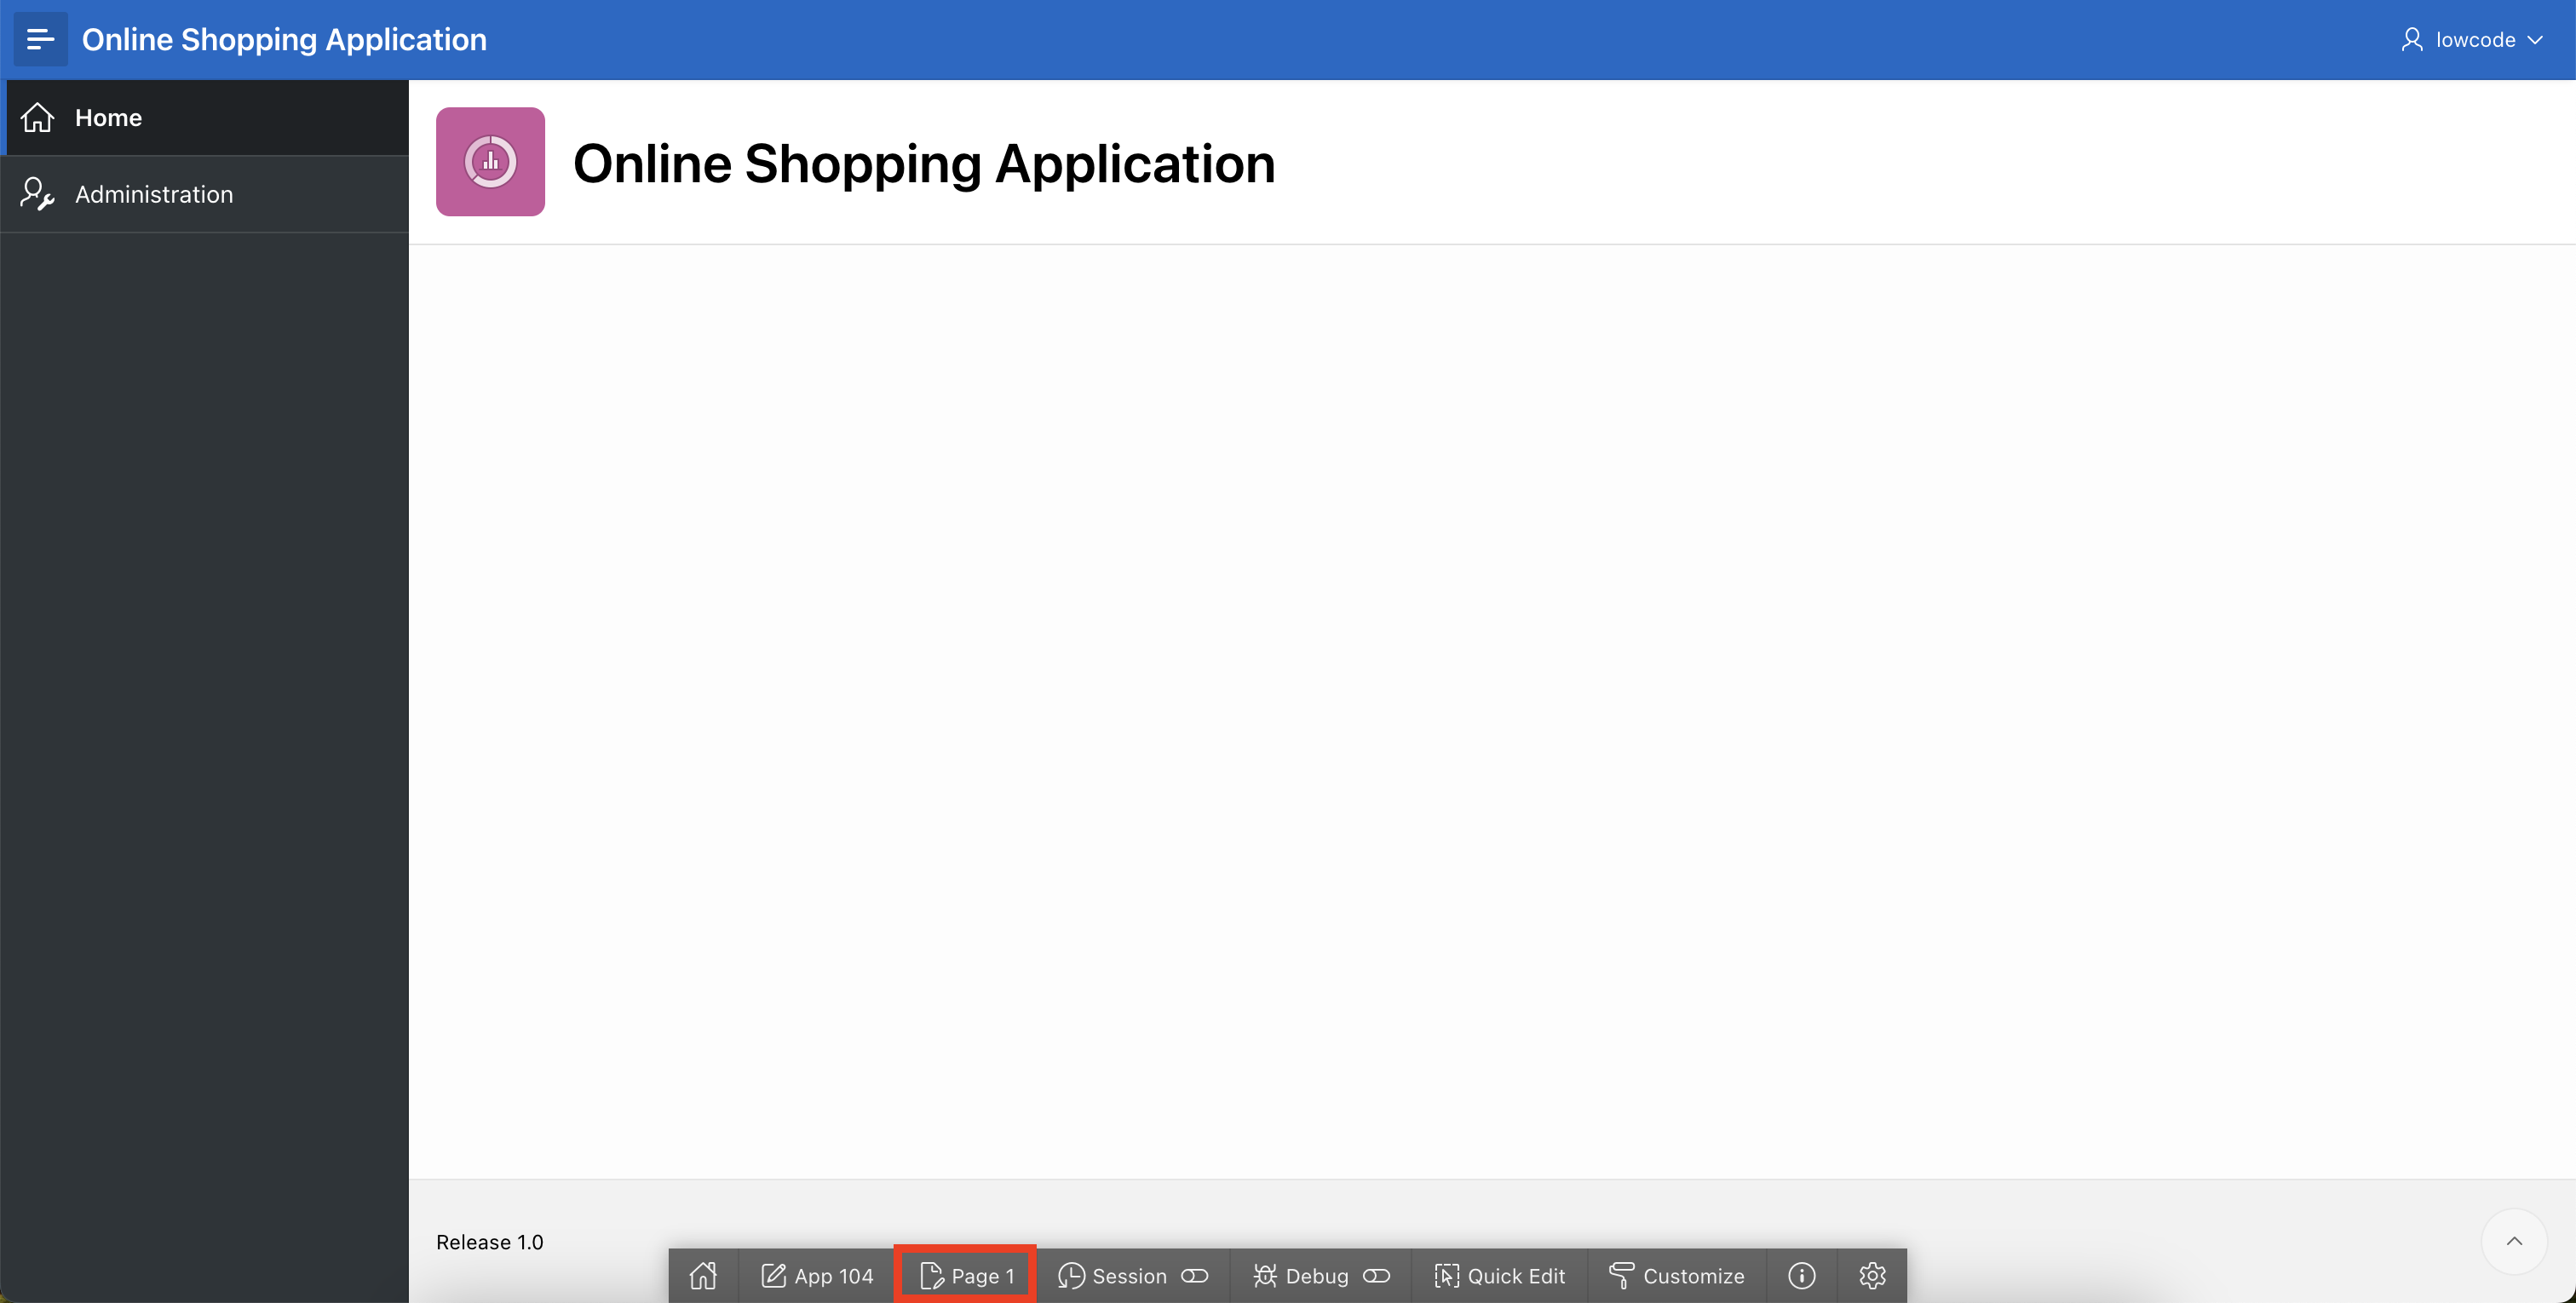 Online Shopping Application
lowcode
Home
Administration
Online Shopping Application
Release 1.0
App 104
Page 1
Session
Debug
Quick Edit
Customize